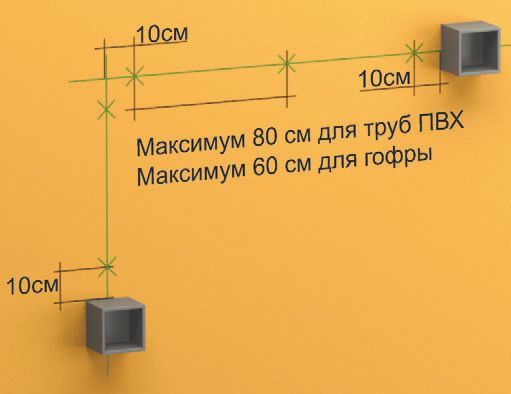 10см
10см
Максимум 80 см для труб ПВХ
Максимум 60 см для гофры
10см